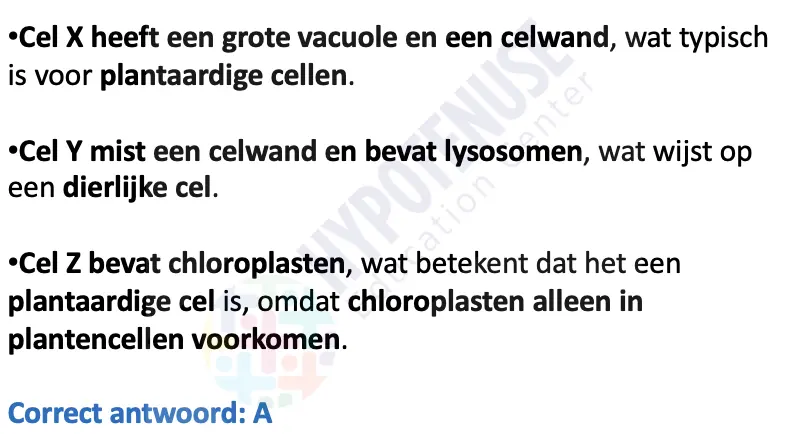 •Cel X heeft een grote vacuole en een celwand, wat typisch
is voor plantaardige cellen.
•Cel Y mist een celwand en bevat lysosomen, wat wijst op
een dierlijke cel.
•Cel Z bevat chloroplasten, wat betekent dat het een
plantaardige cel is, omdat chloroplasten alleen in
plantencellen voorkomen.
Correct antwoord: A
HYPOTENUSE
Education Center